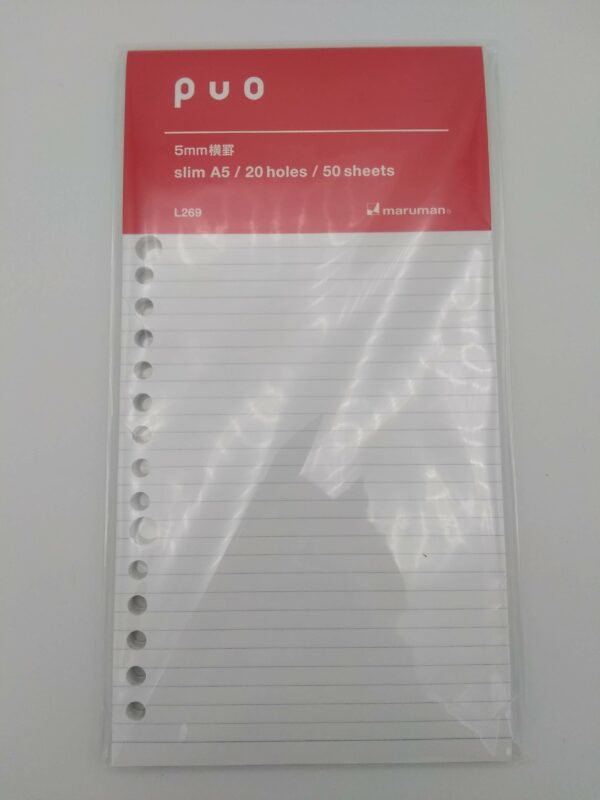 puo
5mm横罫
slim A5 / 20 holes / 50 sheets
L269
maruman®